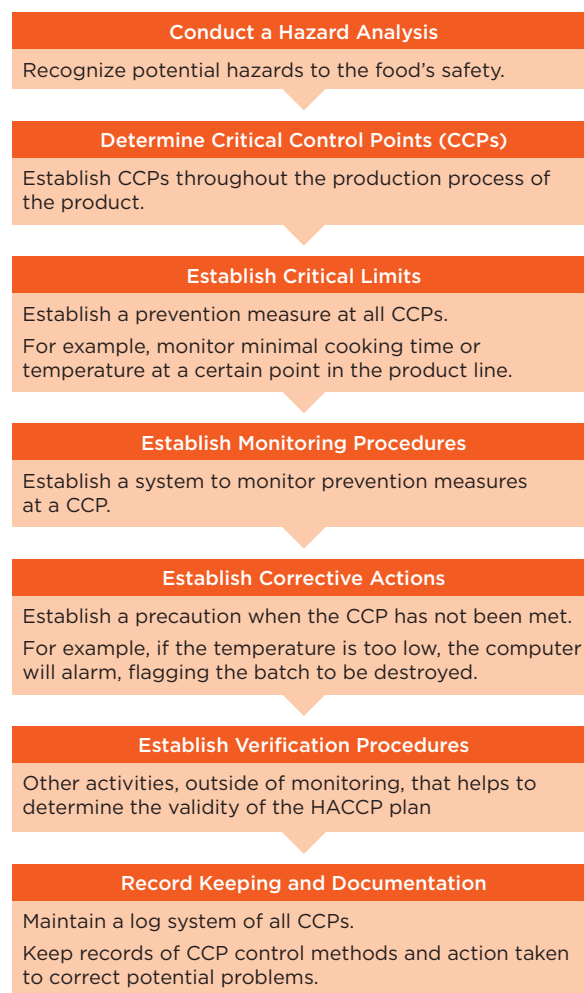 Conduct a Hazard Analysis
Recognize potential hazards to the food’s safety.
Determine Critical Control Points (CCPs)
Establish CCPs throughout the production process of
the product.
Establish Critical Limits
Establish a prevention measure at all CCPs.
For example, monitor minimal cooking time or
temperature at a certain point in the product line.
Establish Monitoring Procedures
Establish a system to monitor prevention measures
at a CCP.
Establish Corrective Actions
Establish a precaution when the CCP has not been met.
For example, if the temperature is too low, the computer
will alarm, flagging the batch to be destroyed.
Establish Verification Procedures
Other activities, outside of monitoring, that helps to
determine the validity of the HACCP plan
Record Keeping and Documentation
Maintain a log system of all CCPs.
Keep records of CCP control methods and action taken
to correct potential problems.